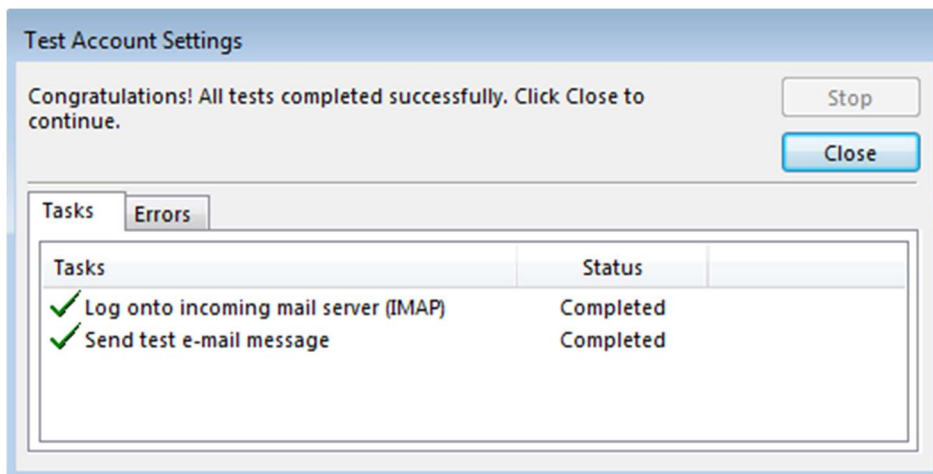 Test Account Settings
Congratulations! All tests completed successfully. Click Close to
continue.
Stop
Close
Tasks
Errors
Tasks Status
Log onto incoming mail server (IMAP) Completed
Send test e-mail message Completed